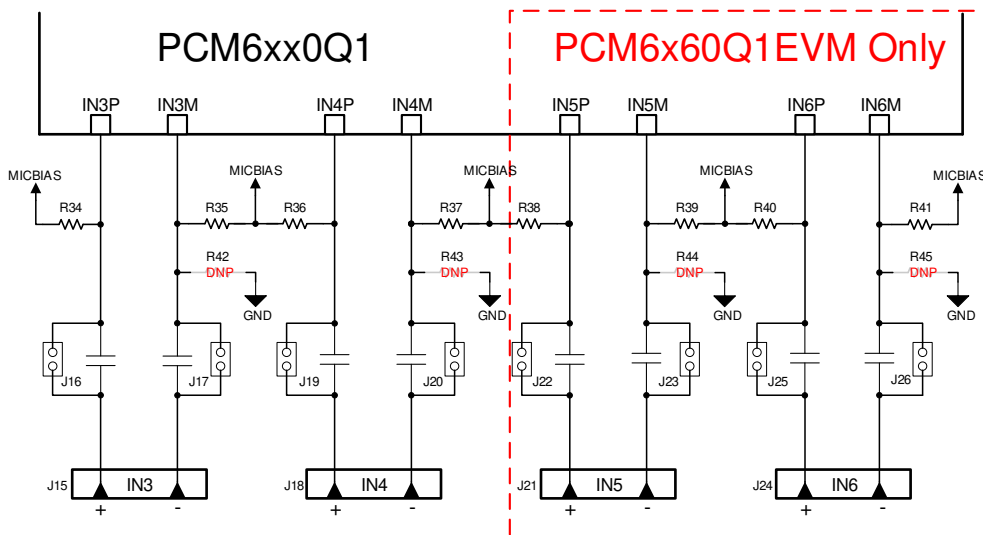 PCM6xx0Q1 PCM6x60Q1EVM Only
IN3P IN3M IN4P IN4M IN5P IN5M IN6P IN6M
MICBIAS MICBIAS MICBIAS MICBIAS MICBIAS
R34 R35 R36 R37 R38 R39 R40 R41
R42 R43 R44 R45
DNP DNP DNP DNP
GND GND GND GND
J16 J17 J19 J20 J22 J23 J25 J26
J15 IN3 J18 IN4 J21 IN5 J24 IN6
+ - + - + - + -